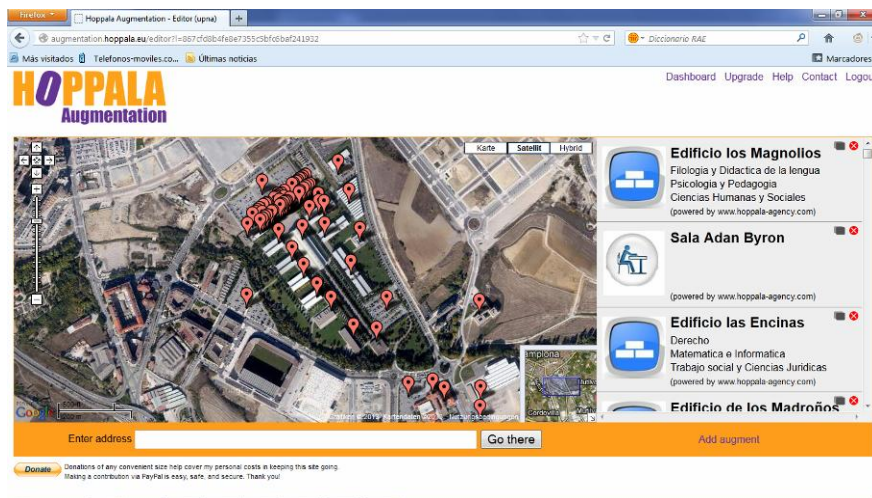 Firefox
Hoppala Augmentation - Editor (upna)
augmentation.hoppala.eu/editor?l=867cfd8b4fe8e7355c5bfc6baf241932
Diccionario RAE
Más visitados
Telefonos-moviles.co...
Últimas noticias
Marcadores
HOPPALA
Augmentation
Dashboard Upgrade Help Contact Logou
Karte Satellit Hybrid
Edificio los Magnolios
Filologia y Didactica de la lengua
Psicologia y Pedagogia
Ciencias Humanas y Sociales
(powered by www.hoppala-agency.com)
Sala Adan Byron
(powered by www.hoppala-agency.com)
Edificio las Encinas
Derecho
Matematica e Informatica
Trabajo social y Ciencias Juridicas
(powered by www.hoppala-agency.com)
Edificio de los Madroños
amplona
Cordovilla
Google
Enter address
Go there
Add augment
Donate
Donations of any convenient size help cover my personal costs in keeping this site going.
Making a contribution via PayPal is easy, safe, and secure. Thank you!